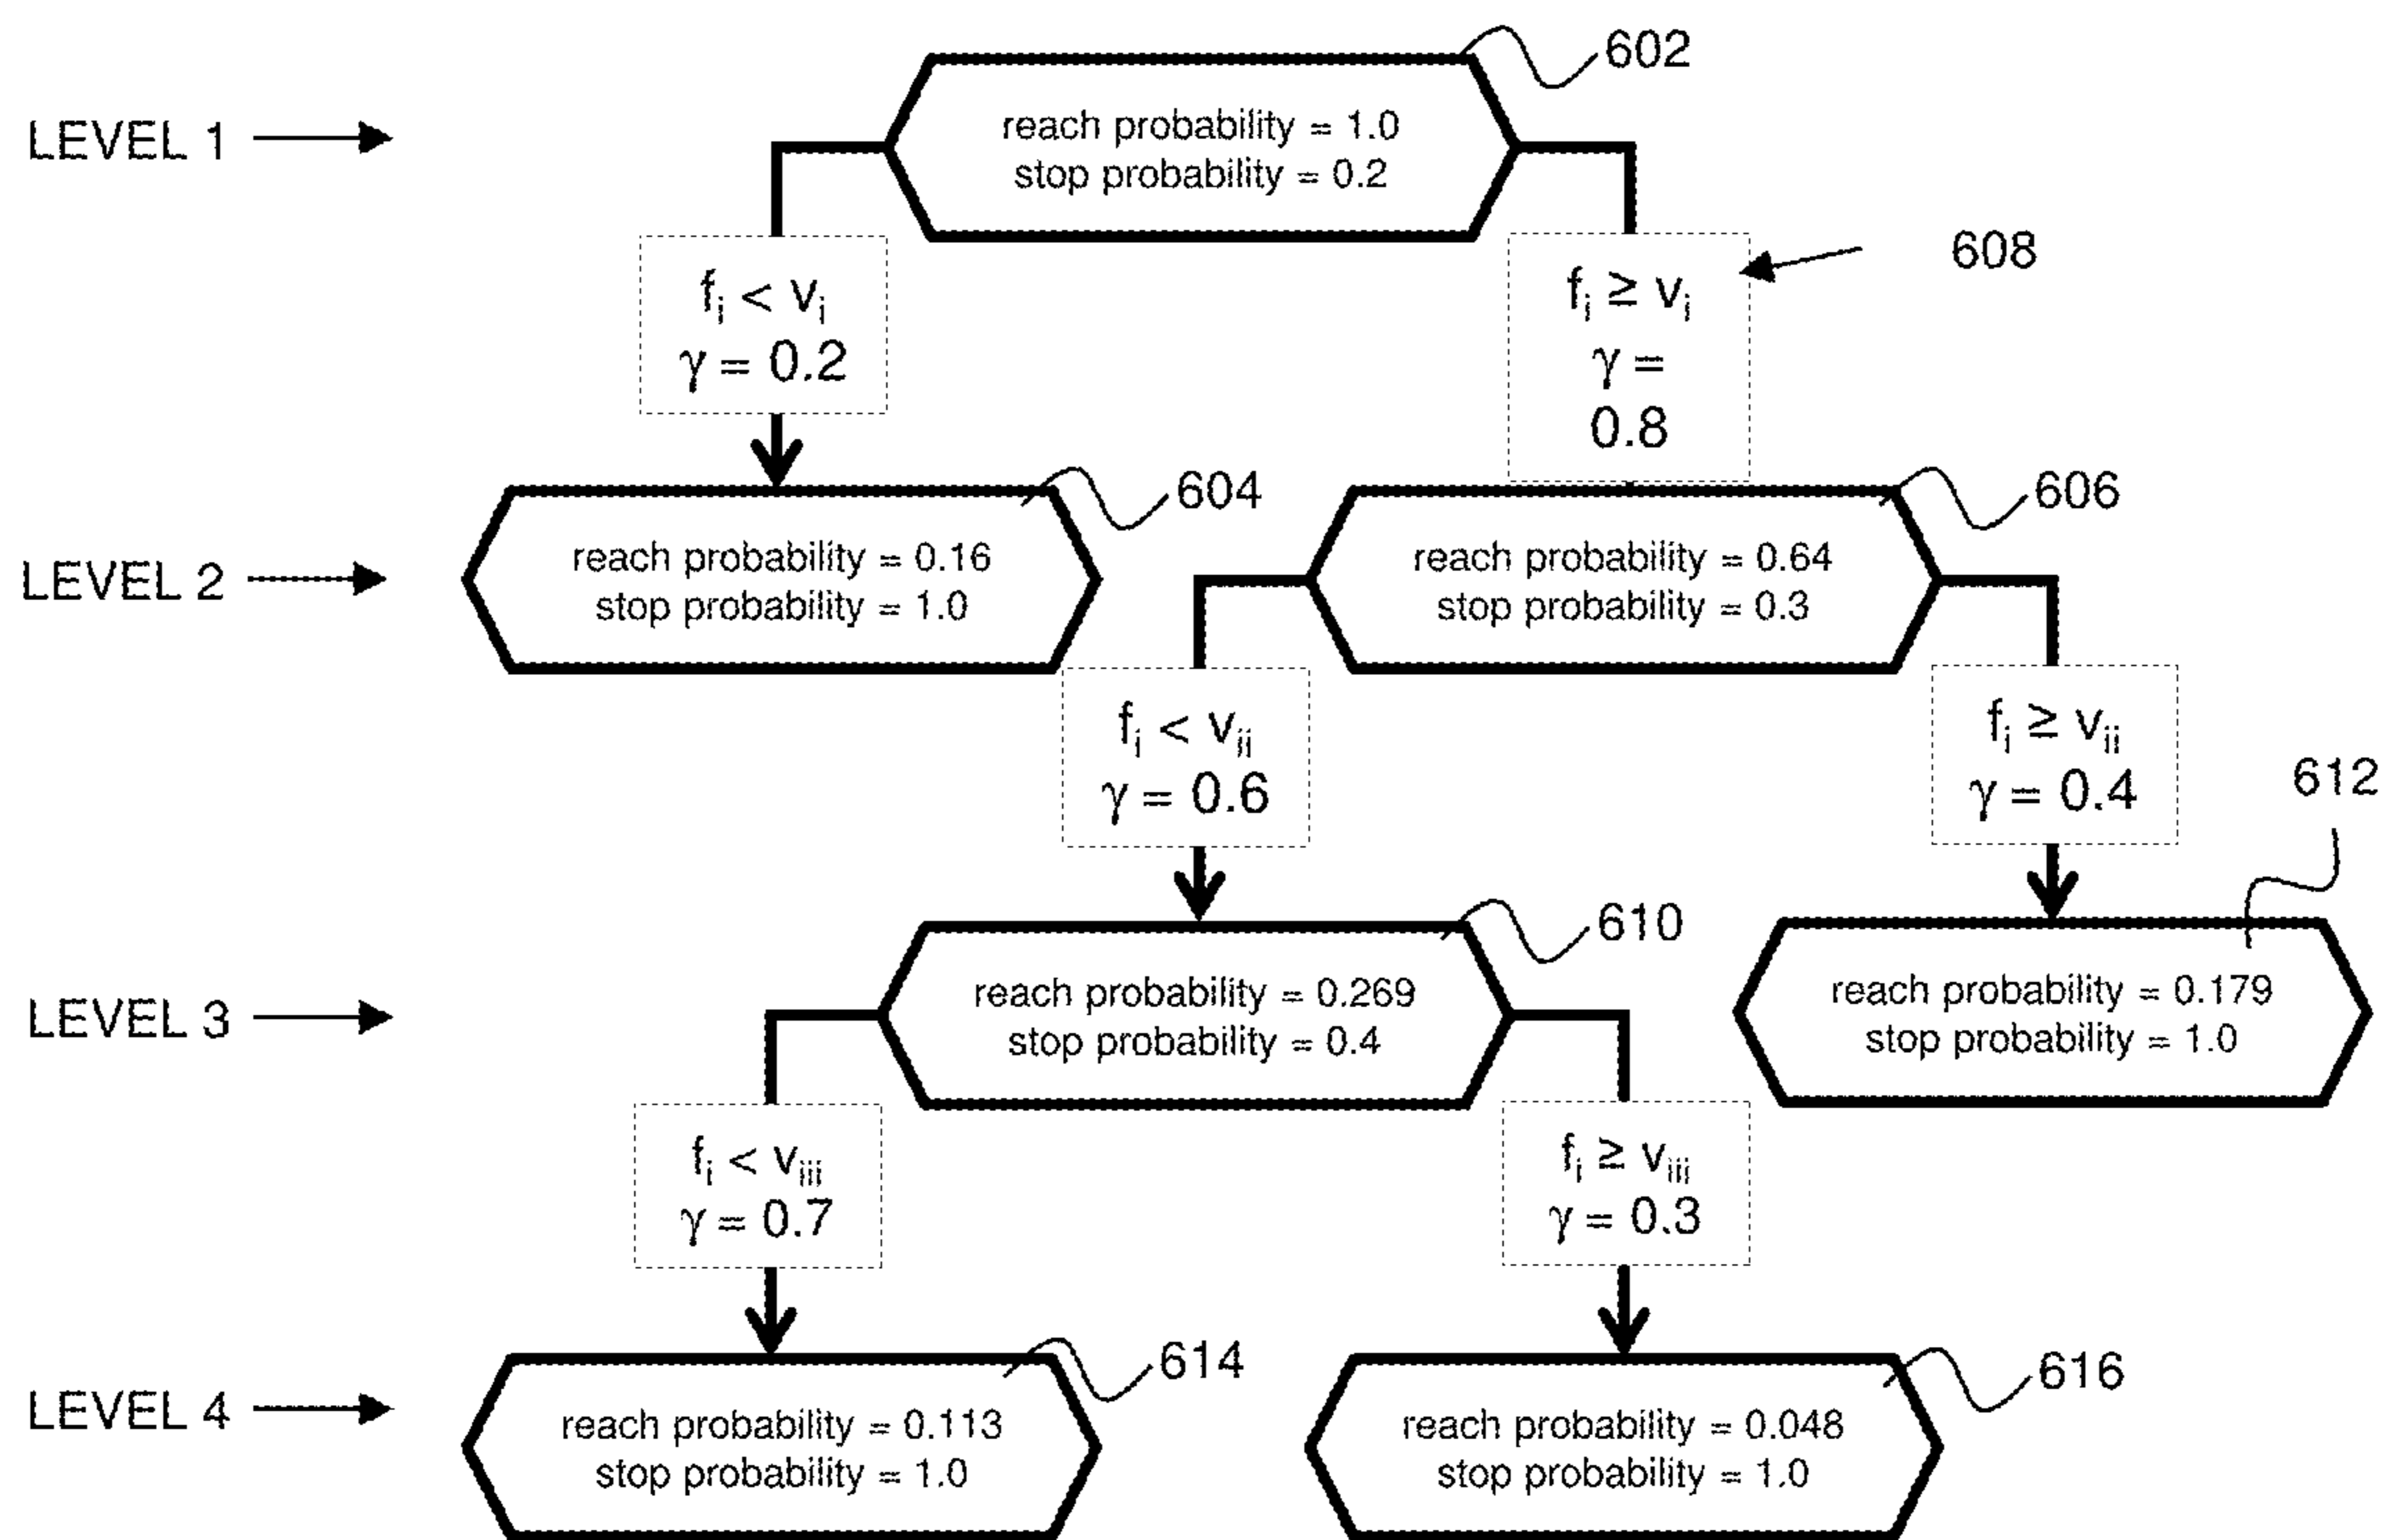 602
LEVEL 1
reach probability = 1.0
stop probability = 0.2
608
fᵢ < vᵢ
γ = 0.2
fᵢ ≥ vᵢ
γ =
0.8
604
606
LEVEL 2
reach probability = 0.16
stop probability = 1.0
reach probability = 0.64
stop probability = 0.3
fᵢ < vᵢᵢ
γ = 0.6
fᵢ ≥ vᵢᵢ
γ = 0.4
612
610
LEVEL 3
reach probability = 0.269
stop probability = 0.4
reach probability = 0.179
stop probability = 1.0
fᵢ < vᵢᵢᵢ
γ = 0.7
fᵢ ≥ vᵢᵢᵢ
γ = 0.3
614
616
LEVEL 4
reach probability = 0.113
stop probability = 1.0
reach probability = 0.048
stop probability = 1.0